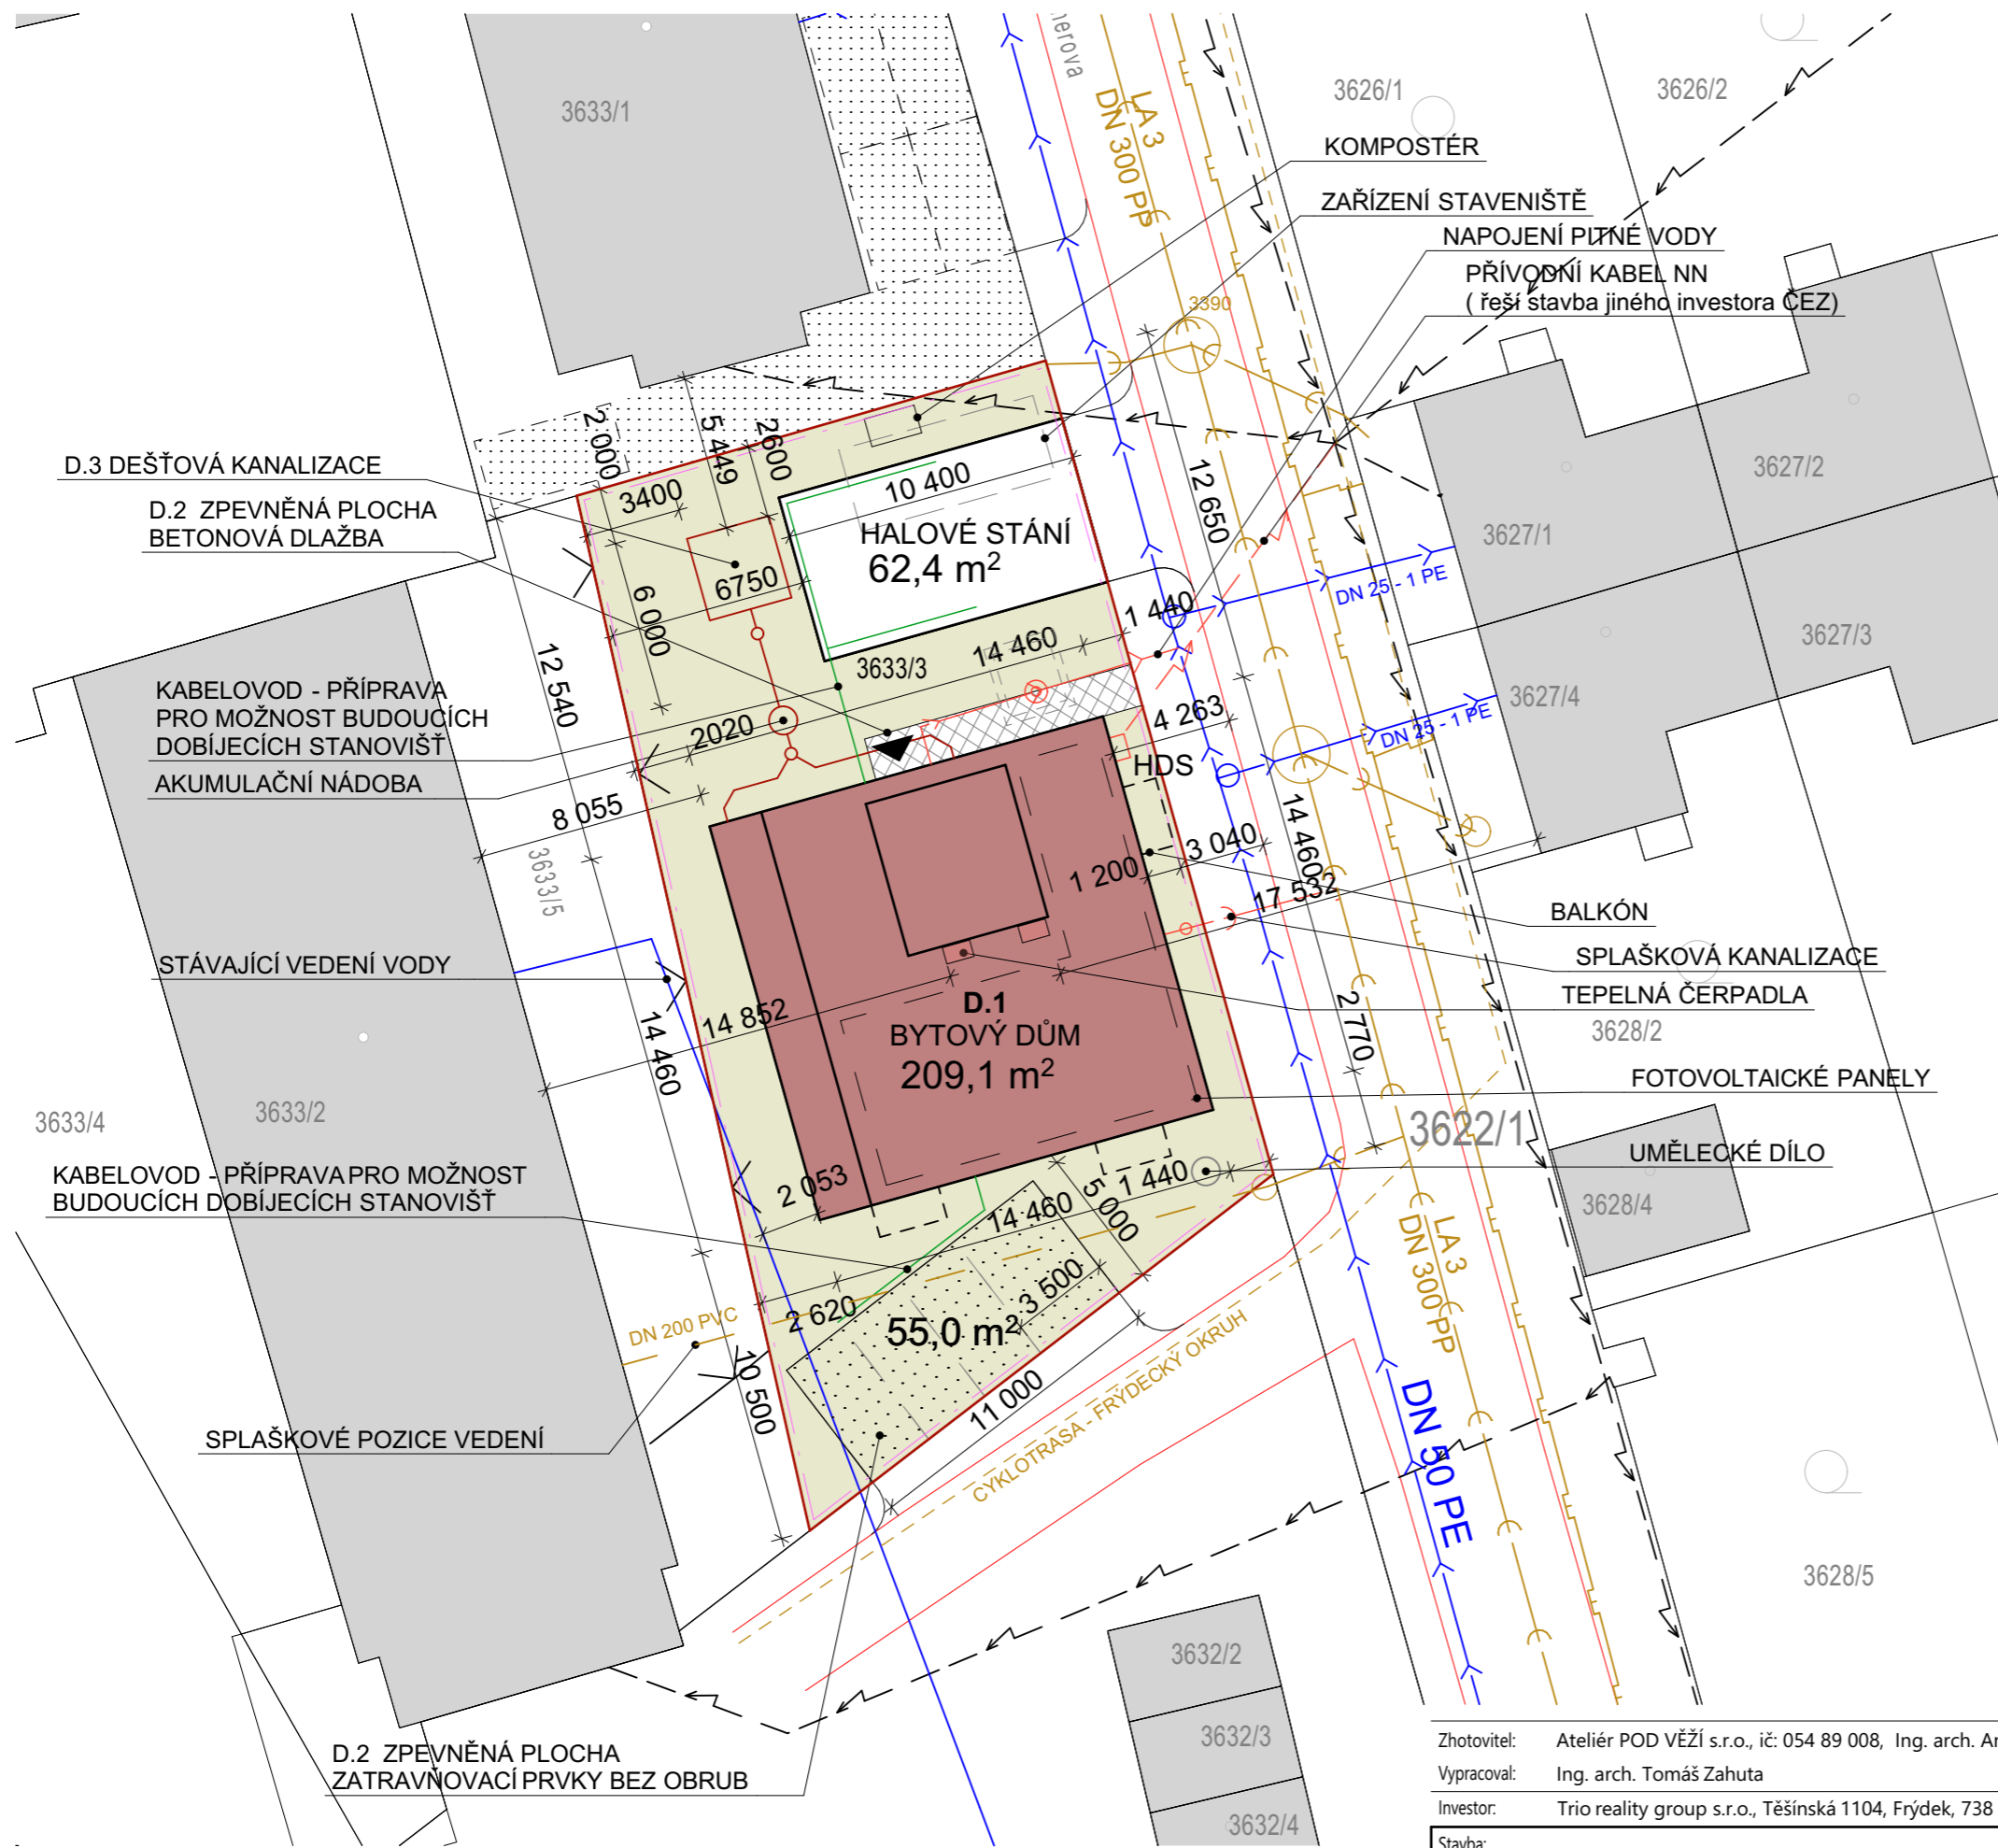 3633/1
nerova
LA 3
DN 300 PP
3626/1
3626/2
KOMPOSTÉR
ZAŘÍZENÍ STAVENIŠTĚ
NAPOJENÍ PITNÉ VODY
PŘÍVODNÍ KABEL NN
( řeší stavba jiného investora ČEZ)
3390
2 000
5 449
2600
D.3 DEŠŤOVÁ KANALIZACE
3400
10 400
12 650
3627/2
D.2 ZPEVNĚNÁ PLOCHA
BETONOVÁ DLAŽBA
HALOVÉ STÁNÍ
62,4 m²
3627/1
6750
6 000
1 440
DN 25 - 1 PE
3627/3
12 540
14 460
3633/3
KABELOVOD - PŘÍPRAVA
PRO MOŽNOST BUDOUCÍCH
DOBÍJECÍCH STANOVIŠŤ
AKUMULAČNÍ NÁDOBA
2020
4 263
HDS
DN 25 - 1 PE
3627/4
8 055
3633/5
14 460
1 200
3 040
17 532
BALKÓN
STÁVAJÍCÍ VEDENÍ VODY
SPLAŠKOVÁ KANALIZACE
TEPELNÁ ČERPADLA
14 852
14 460
D.1
BYTOVÝ DŮM
209,1 m²
2 770
3628/2
FOTOVOLTAICKÉ PANELY
3633/4
3633/2
3622/1
UMĚLECKÉ DÍLO
KABELOVOD - PŘÍPRAVA PRO MOŽNOST
BUDOUCÍCH DOBÍJECÍCH STANOVIŠŤ
2 053
14 460
1 440
5 000
3628/4
LA 3
DN 300 PP
2 620
3 500
55,0 m²
DN 200 PVC
10 500
11 000
CYKLOTRASA - FRÝDECKÝ OKRUH
DN 50 PE
SPLAŠKOVÉ POZICE VEDENÍ
3628/5
3632/2
3632/3
3632/4
D.2 ZPEVNĚNÁ PLOCHA
ZATRAVŇOVACÍ PRVKY BEZ OBRUB
Zhotovitel: Ateliér POD VĚŽÍ s.r.o., ič: 054 89 008, Ing. arch.
Vypracoval: Ing. arch. Tomáš Zahuta
Investor: Trio reality group s.r.o., Těšínská 1104, Frýdek, 738
Stavba: